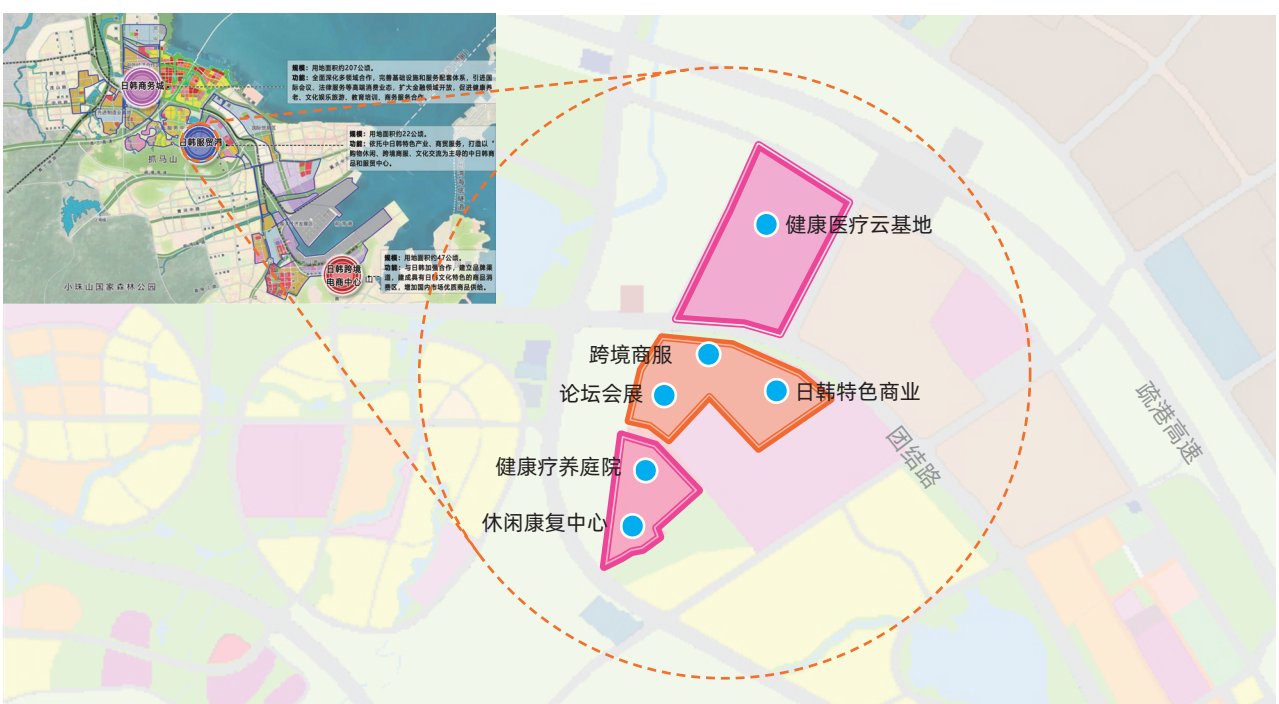 规模：用地面积约207公顷。
功能：全面深化多领域合作，完善基础设施和服务配套体系，引进国
际会议、法律服务等高端消费业态，扩大金融领域开放，促进健康养
老、文化娱乐旅游、教育培训、商务服务合作。
日韩商务城
规模：用地面积约22公顷。
功能：依托中日韩特色产业、商贸服务，打造以"
购物休闲、跨境商服、文化交流为主导的中日韩商
品和服贸中心。
日韩服贸港
抓马山
规模：用地面积约47公顷。
功能：与日韩加强合作，建立品牌渠
道，建成具有日韩文化特色的商品消
费区，增加国内市场优质商品供给。
日韩跨境
电商中心
小珠山国家森林公园
健康医疗云基地
跨境商服
论坛会展
日韩特色商业
健康疗养庭院
休闲康复中心
团结路
疏港高速